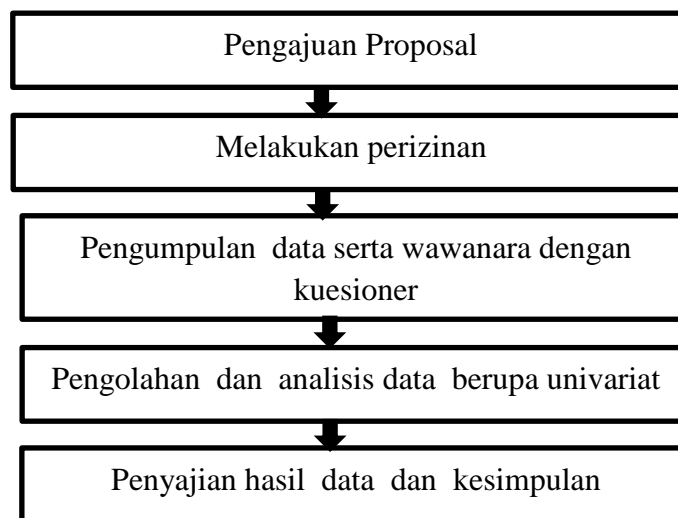 Pengajuan Proposal
Melakukan perizinan
Pengumpulan data serta wawanara dengan
kuesioner
Pengolahan dan analisis data berupa univariat
Penyajian hasil data dan kesimpulan